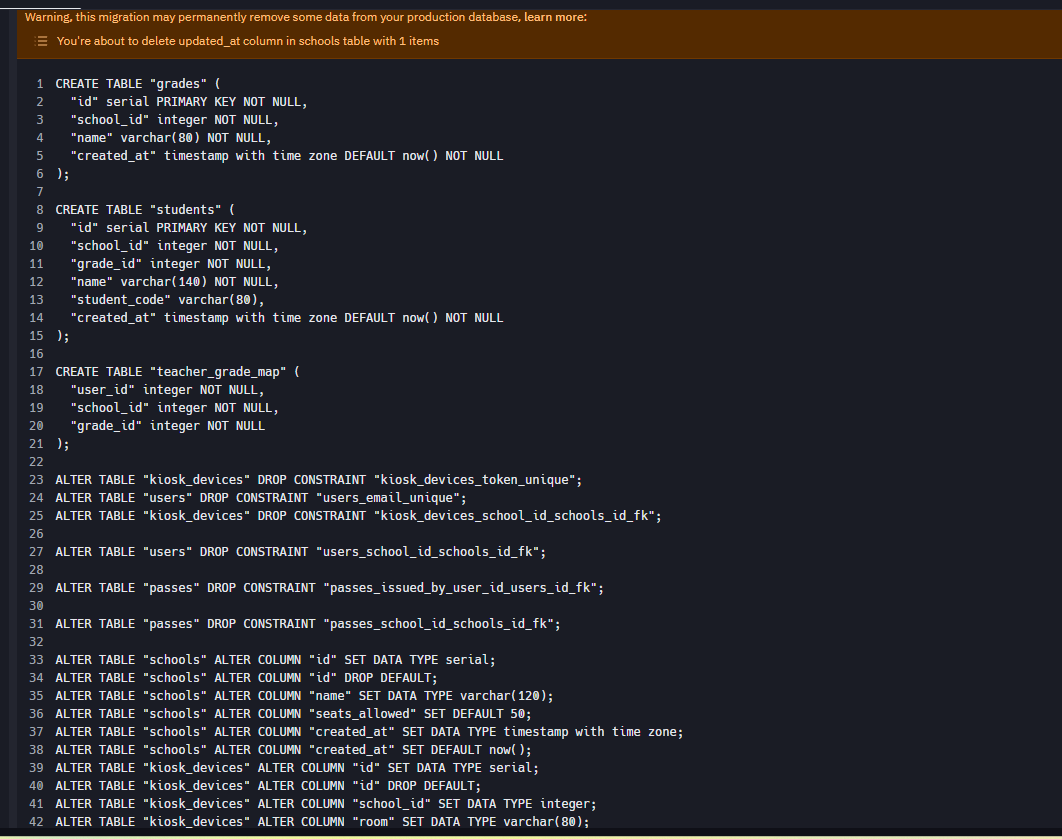 Warning, this migration may permanently remove some data from your production database, learn more:
You're about to delete updated_at column in schools table with 1 items
1 CREATE TABLE "grades" (
2   "id" serial PRIMARY KEY NOT NULL,
3   "school_id" integer NOT NULL,
4   "name" varchar(80) NOT NULL,
5   "created_at" timestamp with time zone DEFAULT now() NOT NULL
6 );
7
8 CREATE TABLE "students" (
9   "id" serial PRIMARY KEY NOT NULL,
10   "school_id" integer NOT NULL,
11   "grade_id" integer NOT NULL,
12   "name" varchar(140) NOT NULL,
13   "student_code" varchar(80),
14   "created_at" timestamp with time zone DEFAULT now() NOT NULL
15 );
16
17 CREATE TABLE "teacher_grade_map" (
18   "user_id" integer NOT NULL,
19   "school_id" integer NOT NULL,
20   "grade_id" integer NOT NULL
21 );
22
23 ALTER TABLE "kiosk_devices" DROP CONSTRAINT "kiosk_devices_token_unique";
24 ALTER TABLE "users" DROP CONSTRAINT "users_email_unique";
25 ALTER TABLE "kiosk_devices" DROP CONSTRAINT "kiosk_devices_school_id_schools_id_fk";
26
27 ALTER TABLE "users" DROP CONSTRAINT "users_school_id_schools_id_fk";
28
29 ALTER TABLE "passes" DROP CONSTRAINT "passes_issued_by_user_id_users_id_fk";
30
31 ALTER TABLE "passes" DROP CONSTRAINT "passes_school_id_schools_id_fk";
32
33 ALTER TABLE "schools" ALTER COLUMN "id" SET DATA TYPE serial;
34 ALTER TABLE "schools" ALTER COLUMN "id" DROP DEFAULT;
35 ALTER TABLE "schools" ALTER COLUMN "name" SET DATA TYPE varchar(120);
36 ALTER TABLE "schools" ALTER COLUMN "seats_allowed" SET DEFAULT 50;
37 ALTER TABLE "schools" ALTER COLUMN "created_at" SET DATA TYPE timestamp with time zone;
38 ALTER TABLE "schools" ALTER COLUMN "created_at" SET DEFAULT now();
39 ALTER TABLE "kiosk_devices" ALTER COLUMN "id" SET DATA TYPE serial;
40 ALTER TABLE "kiosk_devices" ALTER COLUMN "id" DROP DEFAULT;
41 ALTER TABLE "kiosk_devices" ALTER COLUMN "school_id" SET DATA TYPE integer;
42 ALTER TABLE "kiosk_devices" ALTER COLUMN "room" SET DATA TYPE varchar(80);